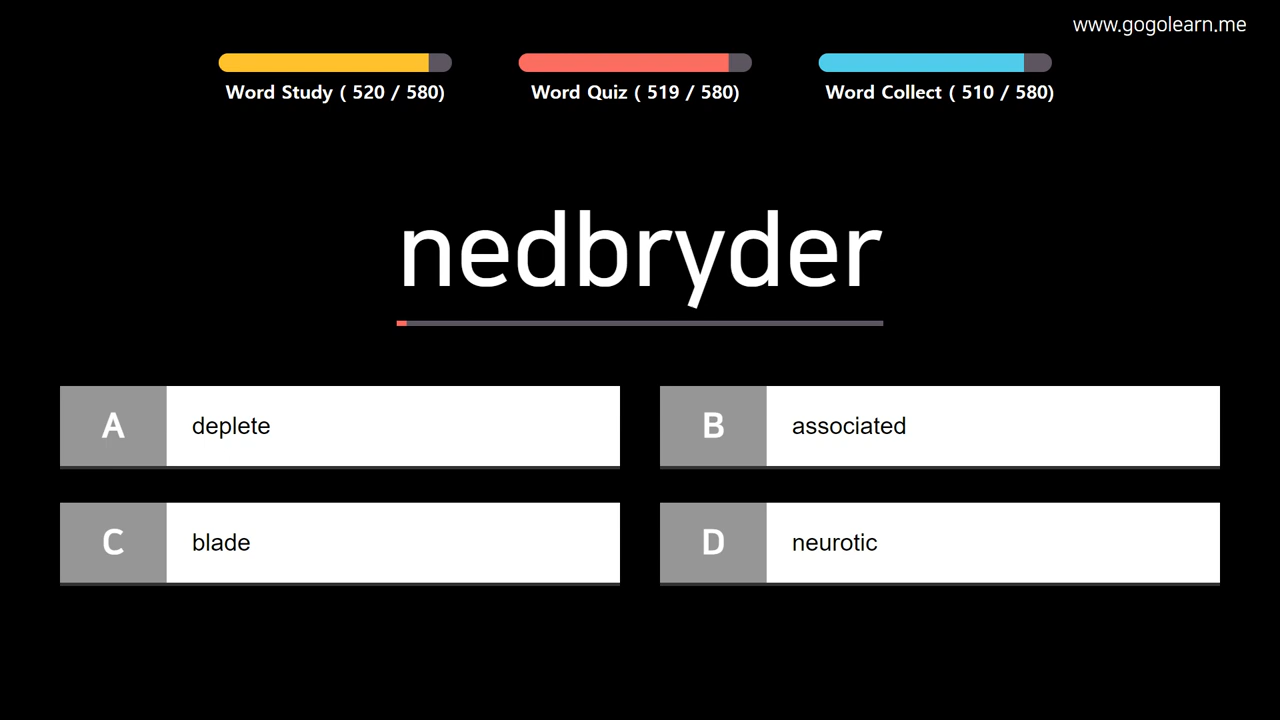 www.gogolearn.me
Word Study ( 520 / 580)
Word Quiz ( 519 / 580)
Word Collect ( 510 / 580)
nedbryder
A
deplete
B
associated
C
blade
D
neurotic